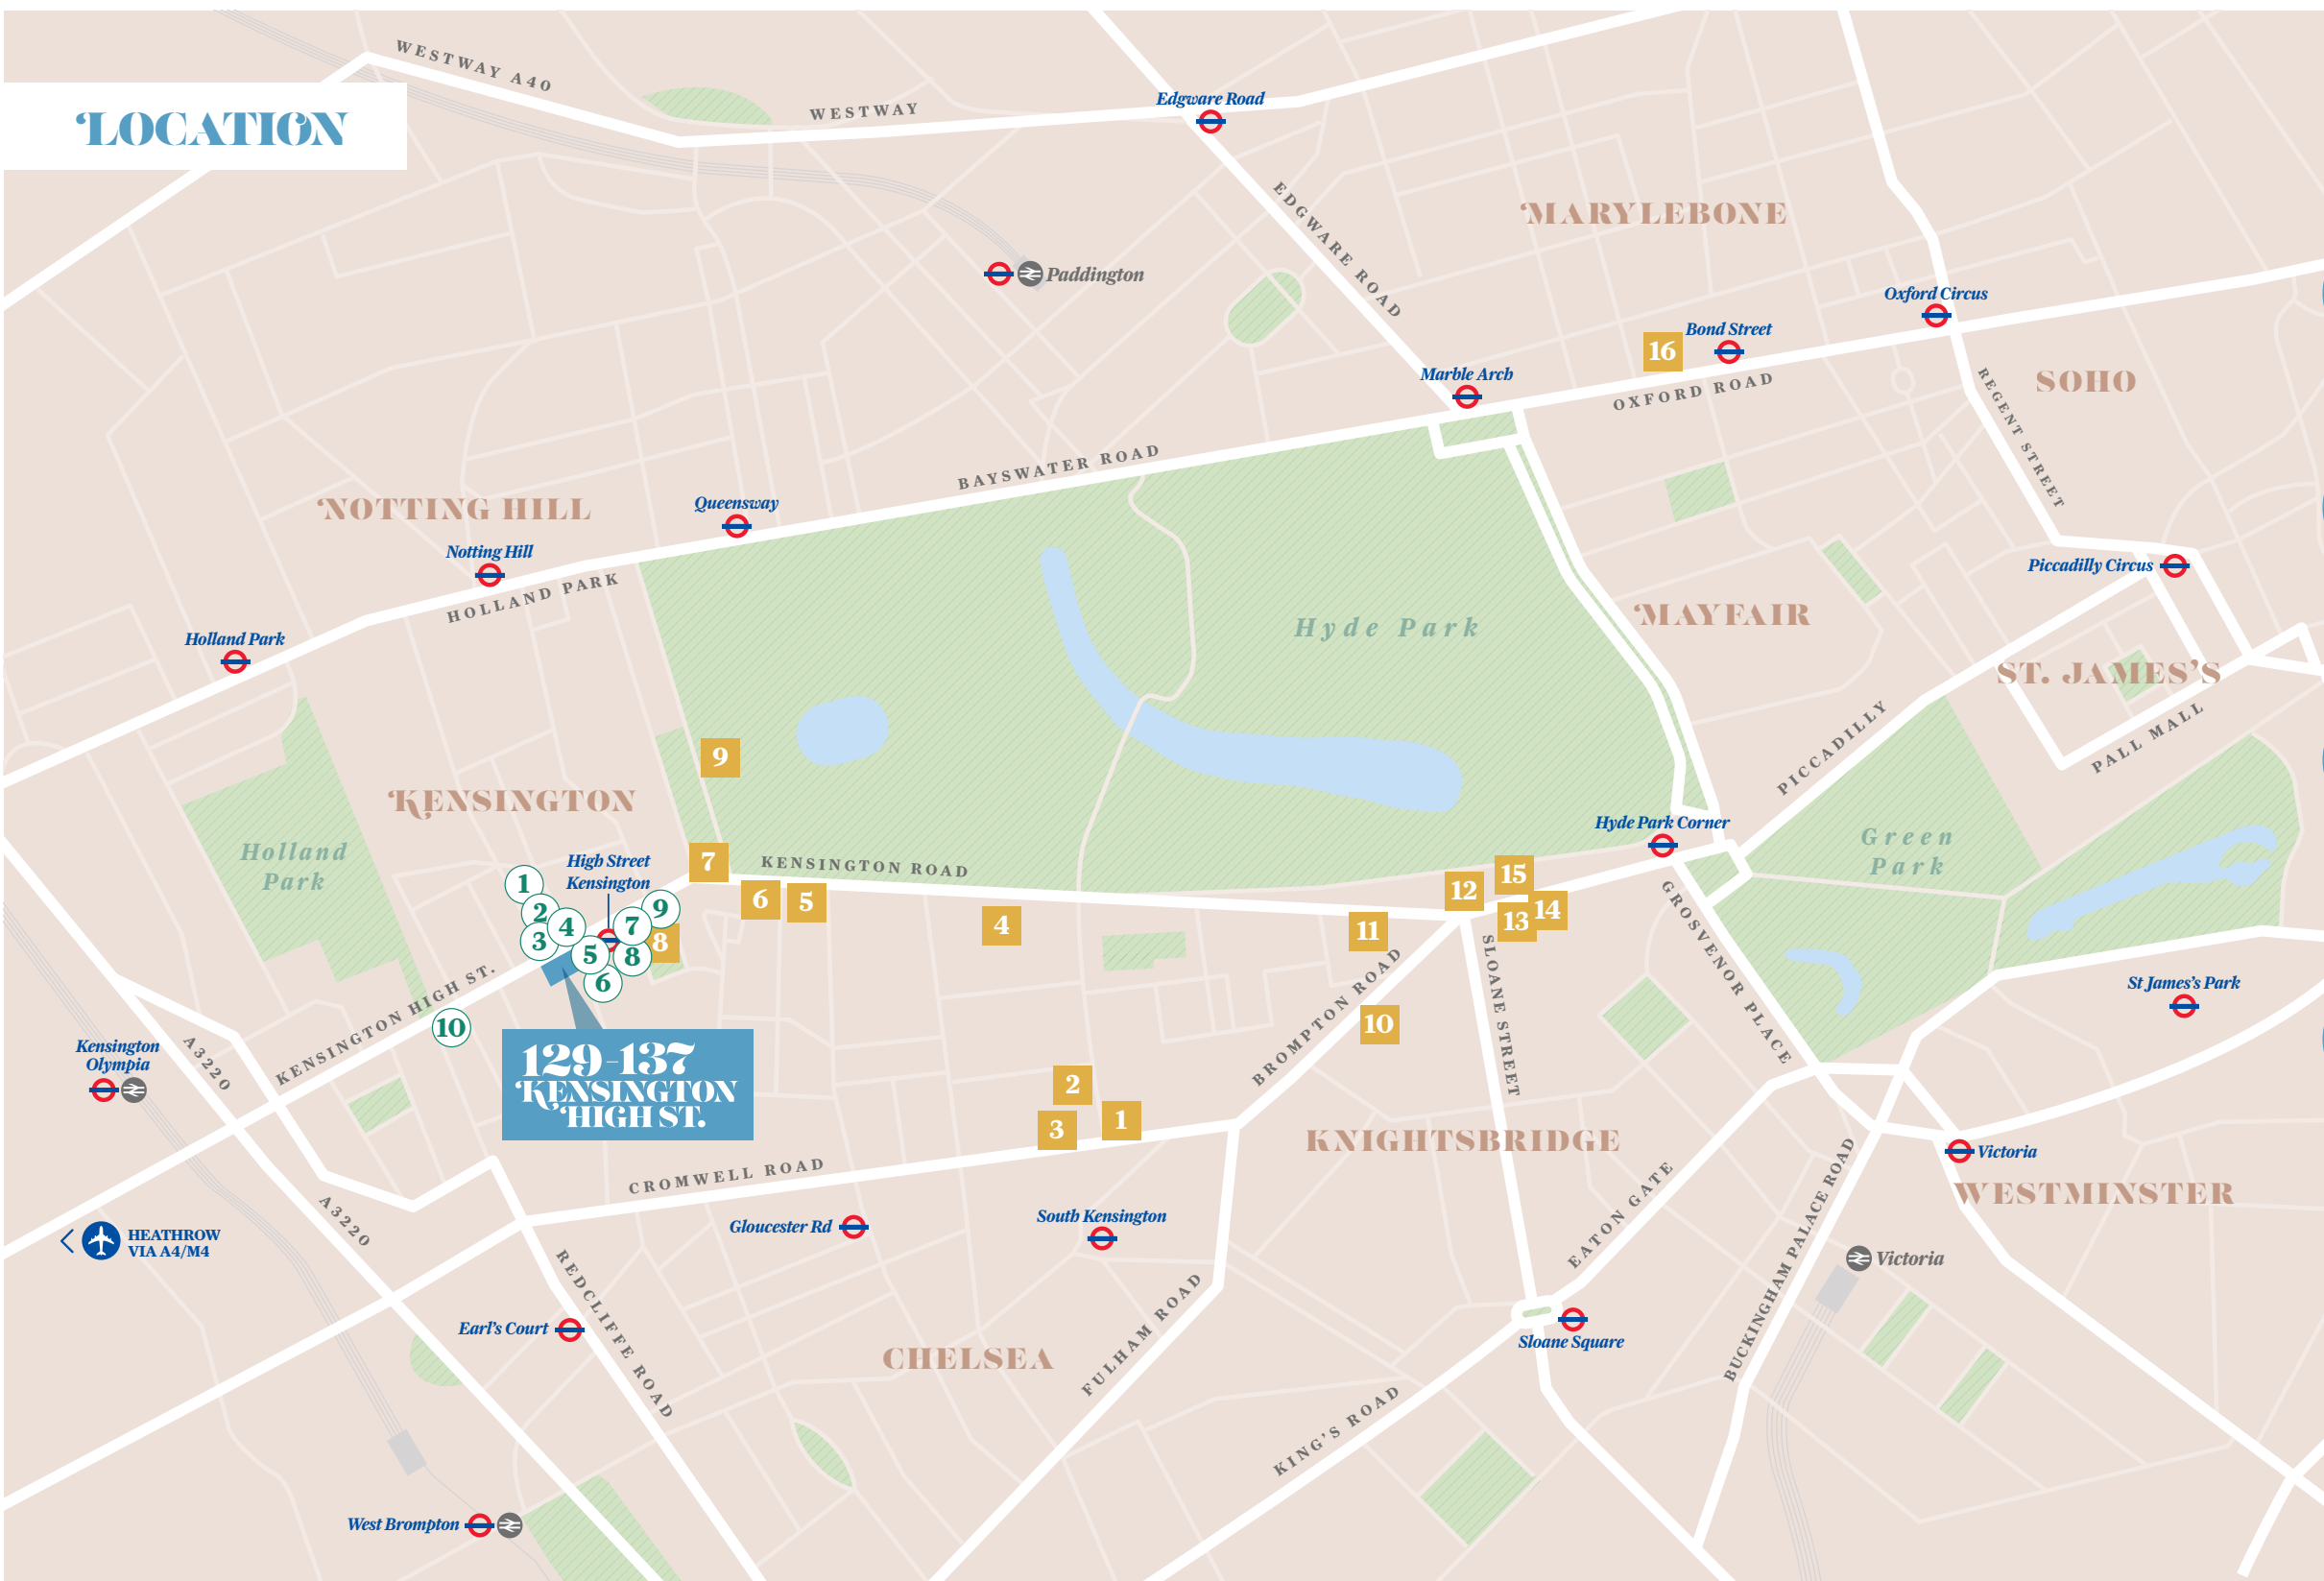 WESTWAY A40
LOCATION
WESTWAY
Edgware Road
EDGWARE ROAD
MARYLEBONE
Paddington
Oxford Circus
Bond Street
16
Marble Arch
OXFORD ROAD
REGENT STREET
SOHO
BAYSWATER ROAD
NOTTING HILL
Queensway
Notting Hill
HOLLAND PARK
Piccadilly Circus
Hyde Park
MAYFAIR
Holland Park
ST. JAMES'S
PALL MALL
PICCADILLY
9
KENSINGTON
Holland
Park
Hyde Park Corner
Green
Park
High Street
Kensington
7
KENSINGTON ROAD
6
5
4
12
15
13
14
11
GROSVENOR PLACE
1
2
3
4
5
6
7
8
9
8
KENSINGTON HIGH ST.
10
129-137
KENSINGTON
HIGH ST.
SLOANE STREET
BROMPTON ROAD
10
St James's Park
Kensington
Olympia
A3220
2
3
1
KNIGHTSBRIDGE
Victoria
WESTMINSTER
CROMWELL ROAD
EATON GATE
BUCKINGHAM PALACE ROAD
A3220
HEATHROW
VIA A4/M4
Gloucester Rd
South Kensington
Victoria
REDCLIFFE ROAD
Earl's Court
CHELSEA
FULHAM ROAD
Sloane Square
KING'S ROAD
West Brompton